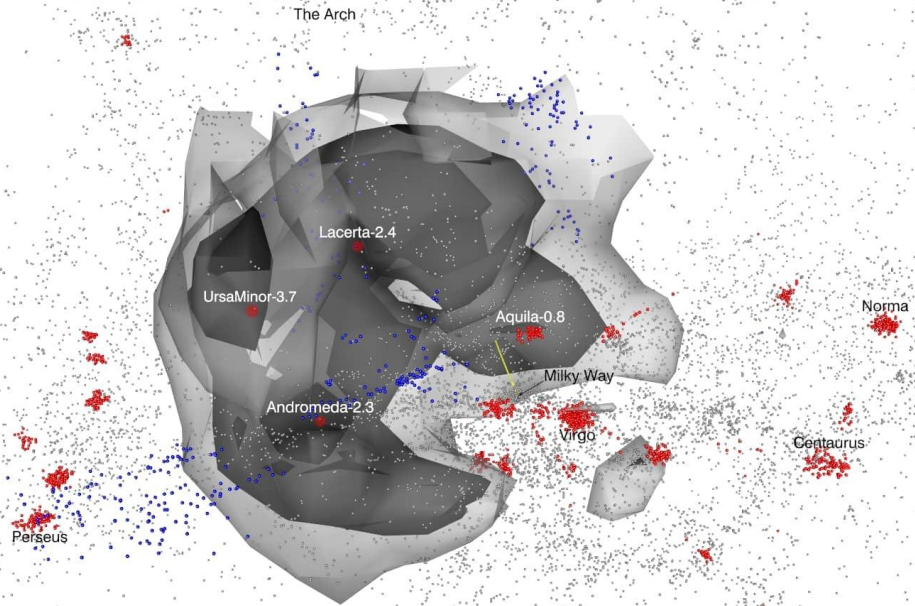 The Arch
Lacerta-2.4
UrsaMinor-3.7
Norma
Aquila-0.8
Milky Way
Andromeda-2.3
Virgo
Centaurus
Perseus